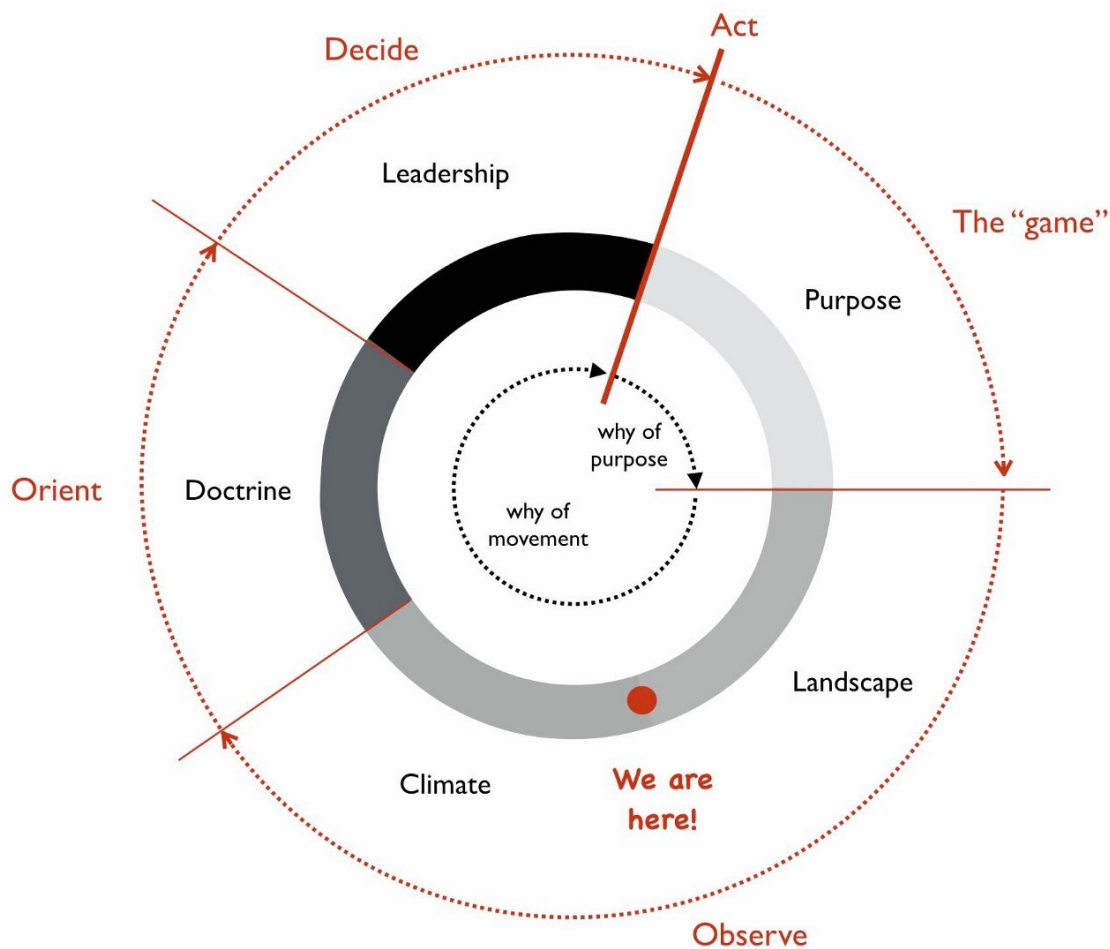 Act
Decide
Leadership
The “game”
Purpose
why of
purpose
Orient
Doctrine
why of
movement
Landscape
Climate
We are
here!
Observe